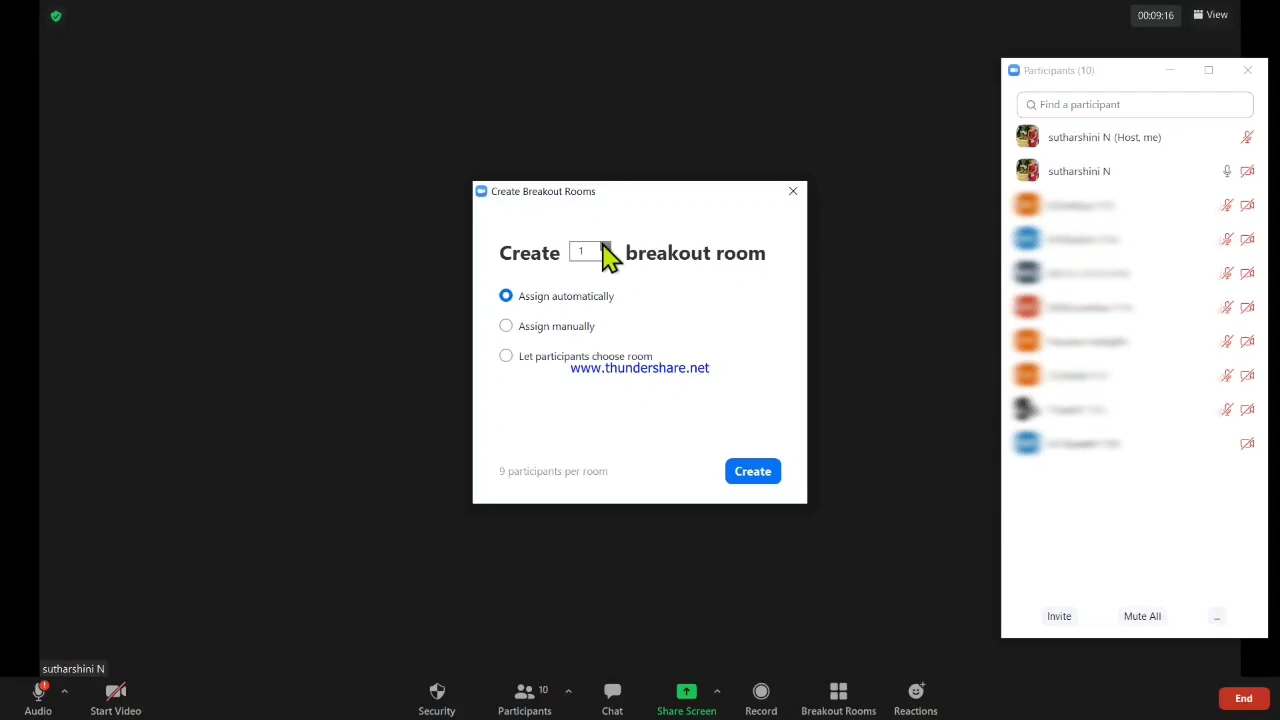 00:09:16
View
Participants (10)
Find a participant
sutharshini N (Host, me)
sutharshini N
Create Breakout Rooms
Create 1 breakout room
Assign automatically
Assign manually
Let participants choose room
www.thundershare.net
9 participants per room
Create
Invite
Mute All
...
sutharshini N
Audio
Start Video
Security
Participants
10
Chat
Share Screen
Record
Breakout Rooms
Reactions
End